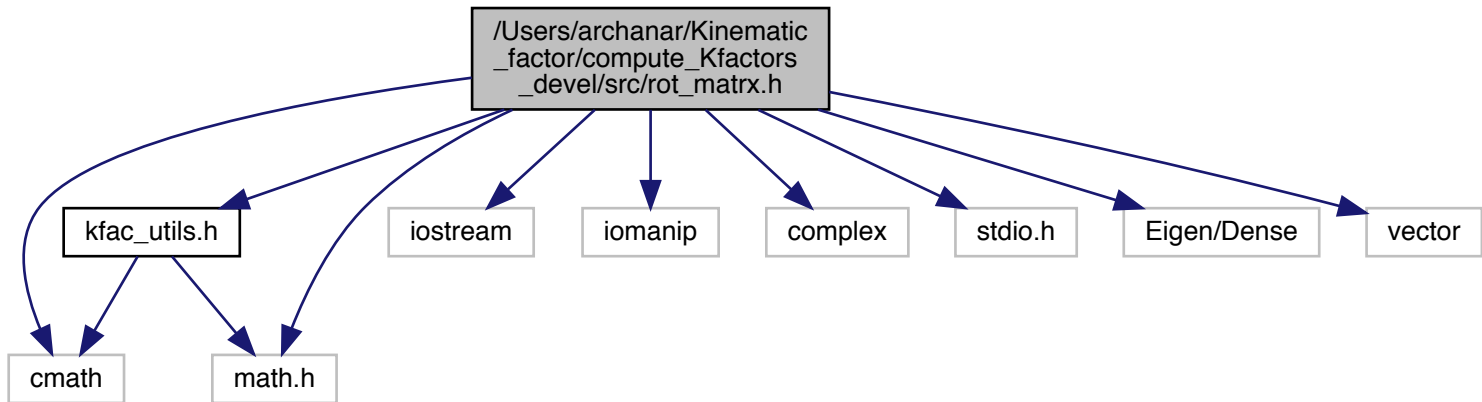 /Users/archanar/Kinematic
_factor/compute_Kfactors
_devel/src/rot_matrx.h
kfac_utils.h
iostream
iomanip
complex
stdio.h
Eigen/Dense
vector
cmath
math.h